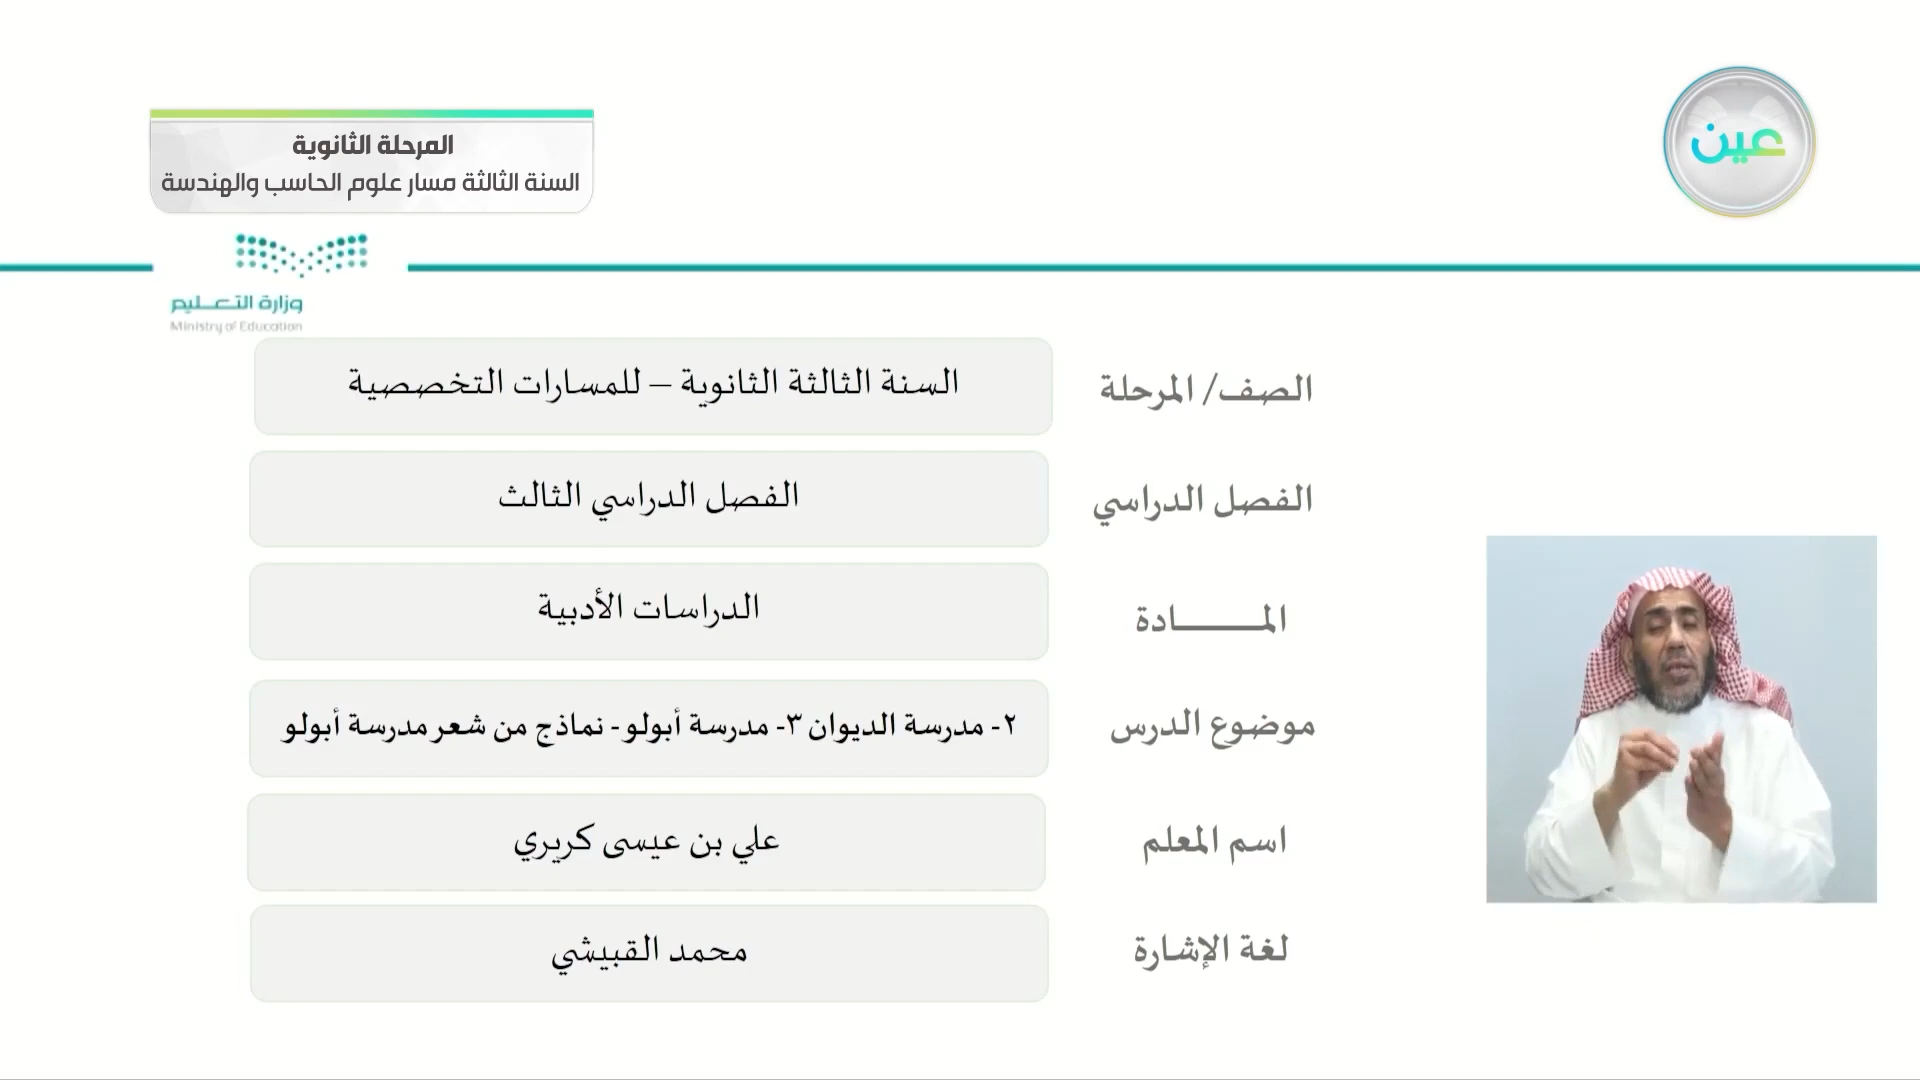 عين
المرحلة الثانوية
السنة الثالثة مسار علوم الحاسب والهندسة
وزارة التعـــليم
Ministry of Education
الصف/ المرحلة
السنة الثالثة الثانوية – للمسارات التخصصية
الفصل الدراسي
الفصل الدراسي الثالث
المـــــــــادة
الدراسات الأدبية
موضوع الدرس
٢- مدرسة الديوان ٣- مدرسة أبولو - نماذج من شعر مدرسة أبولو
اسم المعلم
علي بن عيسى كريري
لغة الإشارة
محمد القبيشي